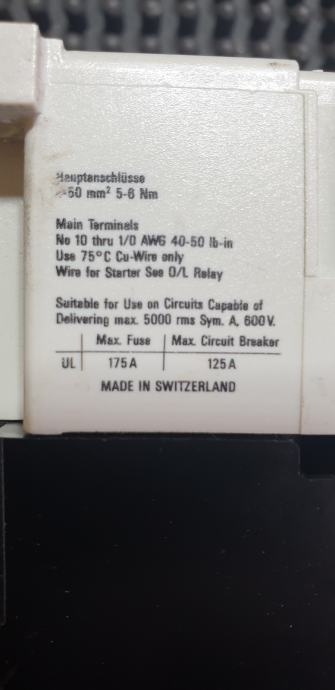 Hauptanschlüsse
-50 mm² 5-6 Nm
Main Terminals
No 10 thru 1/0 AWG 40-50 lb-in
Use 75°C Cu-Wire only
Wire for Starter See O/L Relay
Suitable for Use on Circuits Capable of
Delivering max. 5000 rms Sym. A, 600V.
Max. Fuse Max. Circuit Breaker
UL 175A 125A
MADE IN SWITZERLAND